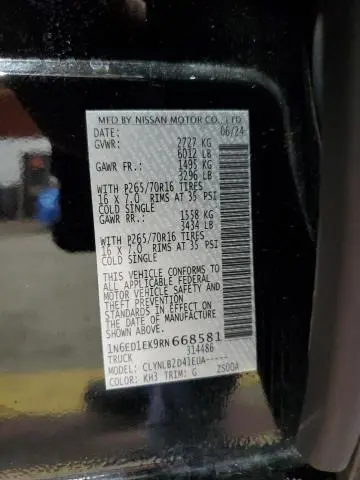 MFD BY NISSAN MOTOR CO., LTD.
DATE: 06/24
GVWR: 2727 KG
6012 LB
GAWR FR: 1495 KG
3296 LB
WITH P265/70R16 TIRES
16 X 7.0 RIMS AT 35 PSI
COLD SINGLE
GAWR RR: 1558 KG
3434 LB
WITH P265/70R16 TIRES
16 X 7.0 RIMS AT 35 PSI
COLD SINGLE
THIS VEHICLE CONFORMS TO
ALL APPLICABLE FEDERAL
MOTOR VEHICLE SAFETY AND
THEFT PREVENTION
STANDARDS IN EFFECT ON
THE DATE OF MANUFACTURE
SHOWN ABOVE.
1N6ED1EK9RN668581
TRUCK 314486
MODEL: CLYNLB2D41EUA-----
COLOR: KH3 TRIM: G ZS00A